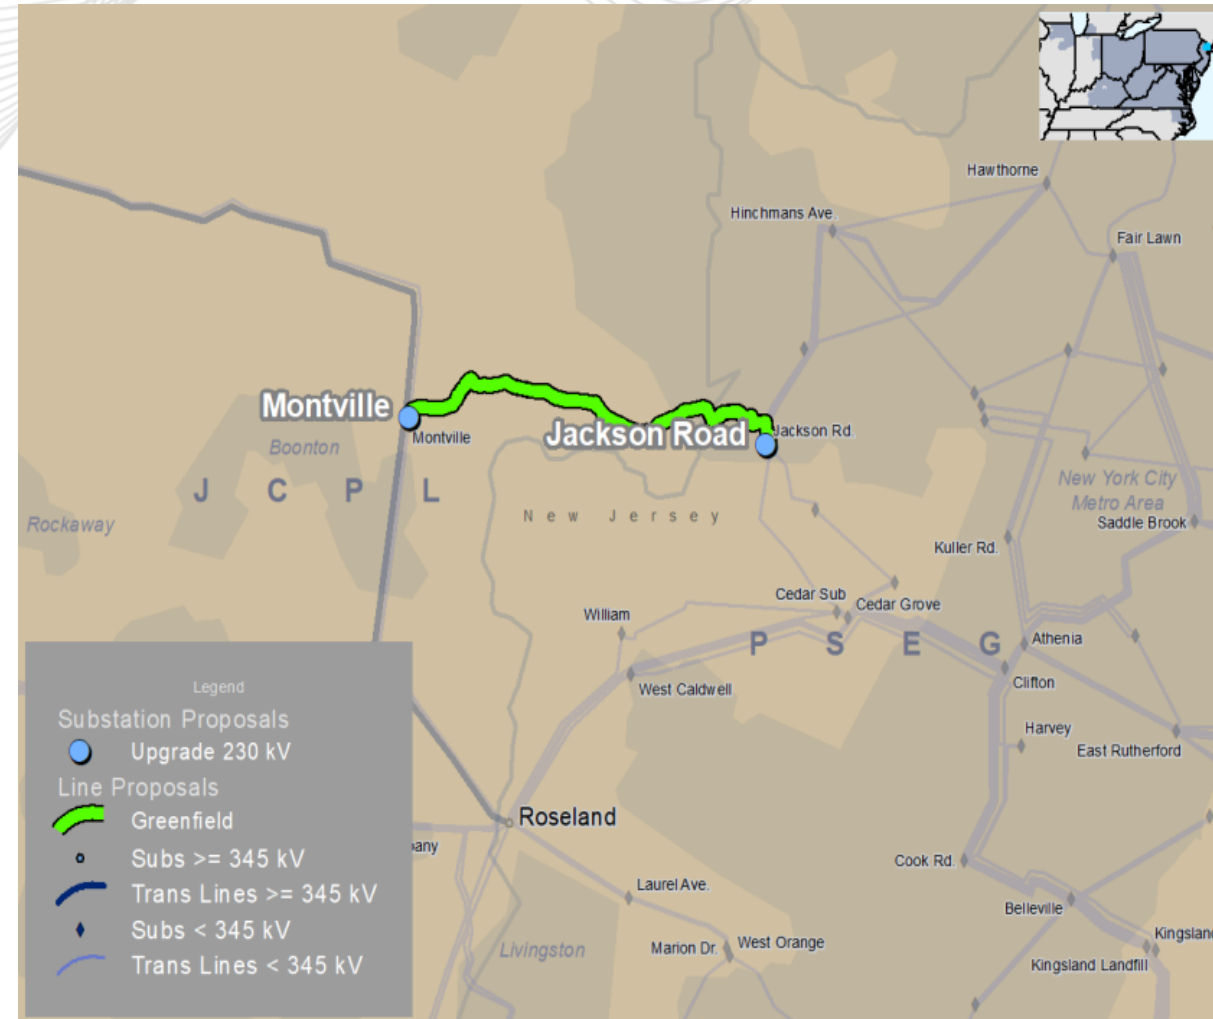 Hawthorne
Hinchmans Ave.
Fair Lawn
Montville
Montville
Jackson Road
Jackson Rd.
Boonton
J C P L
New York City
Metro Area
Rockaway
New Jersey
Saddle Brook
Kuller Rd.
Cedar Sub
Cedar Grove
William
P S E G
Athenia
West Caldwell
Clifton
Harvey
East Rutherford
Roseland
Cook Rd.
Laurel Ave.
Belleville
Livingston
Marion Dr.
West Orange
Kingsland Landfill
Legend
Substation Proposals
Upgrade 230 kV
Line Proposals
Greenfield
Subs >= 345 kV
Trans Lines >= 345 kV
Subs < 345 kV
Trans Lines < 345 kV